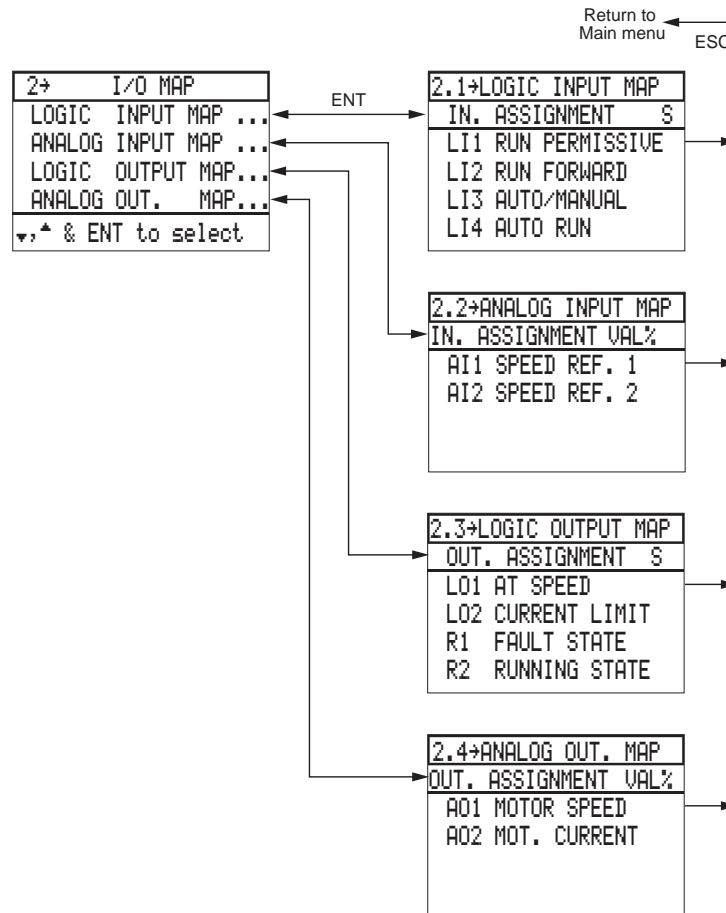 Return to
Main menu
ESC
2→ I/O MAP
LOGIC INPUT MAP ...
ANALOG INPUT MAP ...
LOGIC OUTPUT MAP...
ANALOG OUT. MAP...
▼,▲ & ENT to select
ENT
2.1→LOGIC INPUT MAP
IN. ASSIGNMENT S
LI1 RUN PERMISSIVE
LI2 RUN FORWARD
LI3 AUTO/MANUAL
LI4 AUTO RUN
2.2→ANALOG INPUT MAP
IN. ASSIGNMENT VAL%
AI1 SPEED REF. 1
AI2 SPEED REF. 2
2.3→LOGIC OUTPUT MAP
OUT. ASSIGNMENT S
LO1 AT SPEED
LO2 CURRENT LIMIT
R1 FAULT STATE
R2 RUNNING STATE
2.4→ANALOG OUT. MAP
OUT. ASSIGNMENT VAL%
AO1 MOTOR SPEED
AO2 MOT. CURRENT